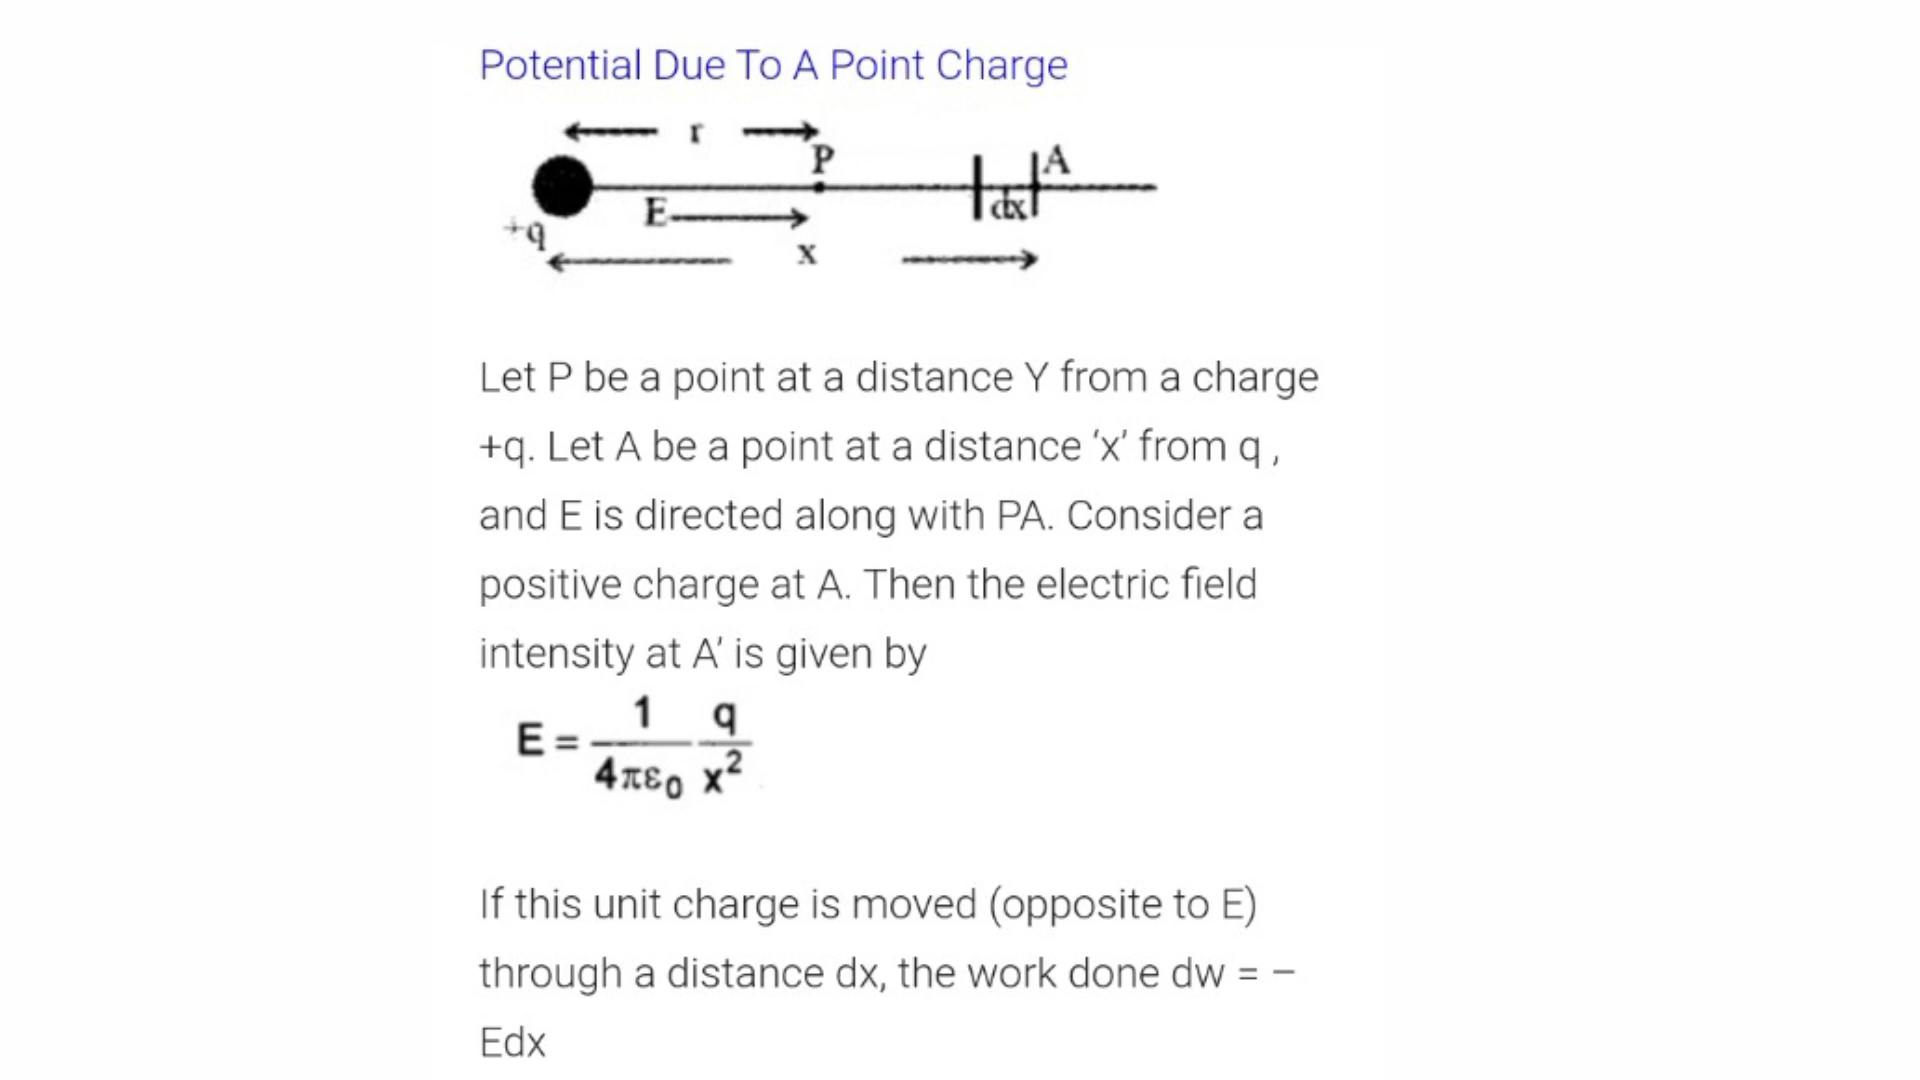 Potential Due To A Point Charge
r
P
A
E
dx
+q
x
Let P be a point at a distance Y from a charge
+q. Let A be a point at a distance ‘x’ from q ,
and E is directed along with PA. Consider a
positive charge at A. Then the electric field
intensity at A’ is given by
E = 1/4πε₀ q/x²
If this unit charge is moved (opposite to E)
through a distance dx, the work done dw = –
Edx